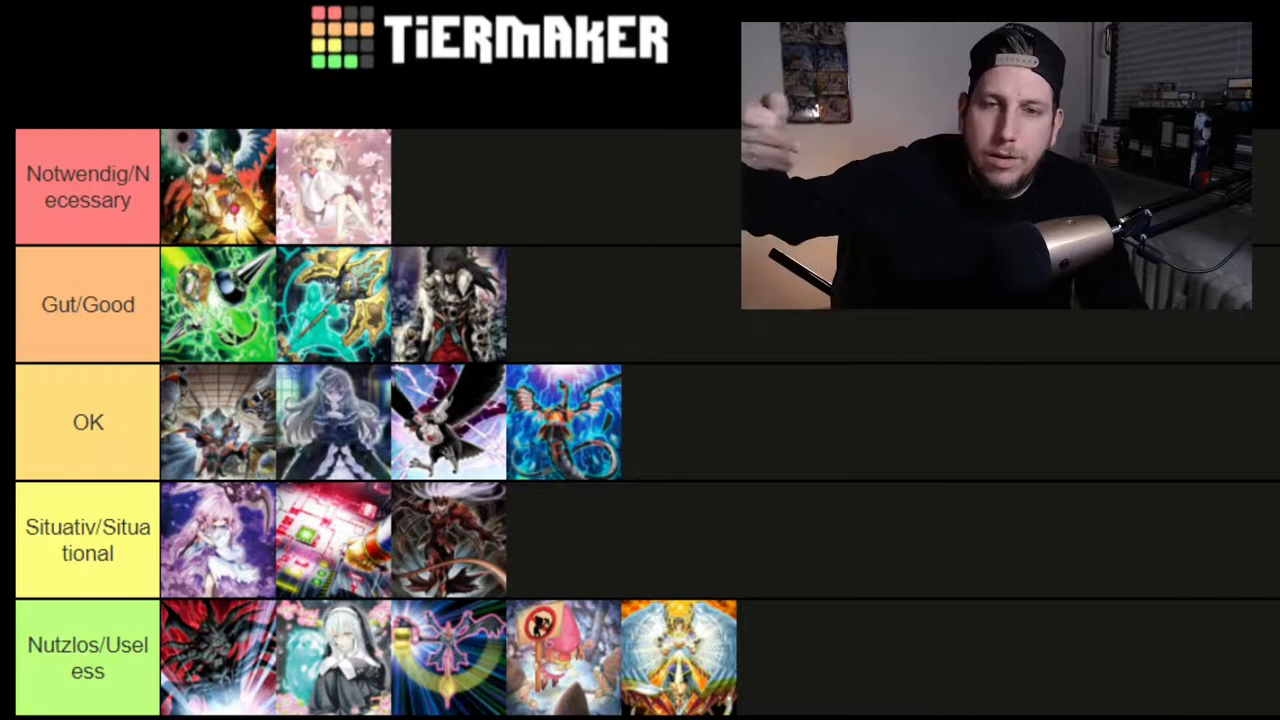 TiERMAKER
Notwendig/N
ecessary
Gut/Good
OK
Situativ/Situa
tional
Nutzlos/Usel
ess